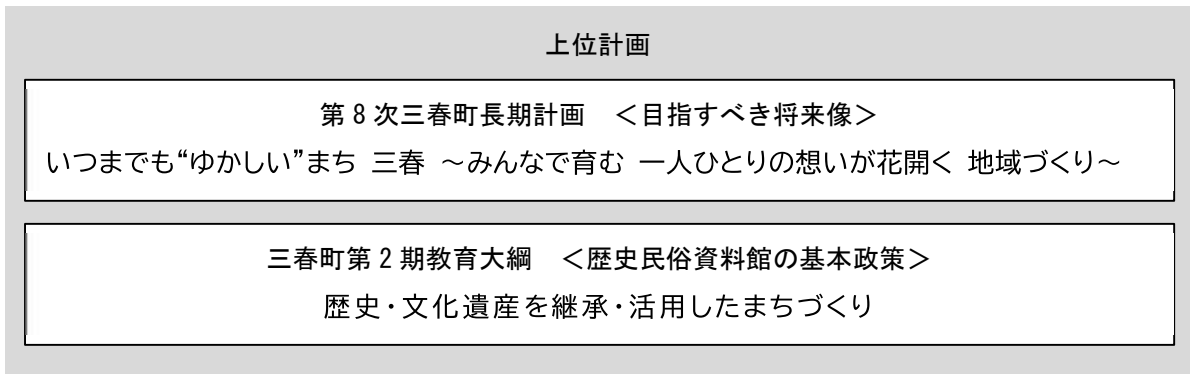 上位計画
第8次三春町長期計画　＜目指すべき将来像＞
いつまでも“ゆかしい”まち 三春 ～みんなで育む 一人ひとりの想いが花開く 地域づくり～
三春町第2期教育大綱　＜歴史民俗資料館の基本政策＞
歴史・文化遺産を継承・活用したまちづくり